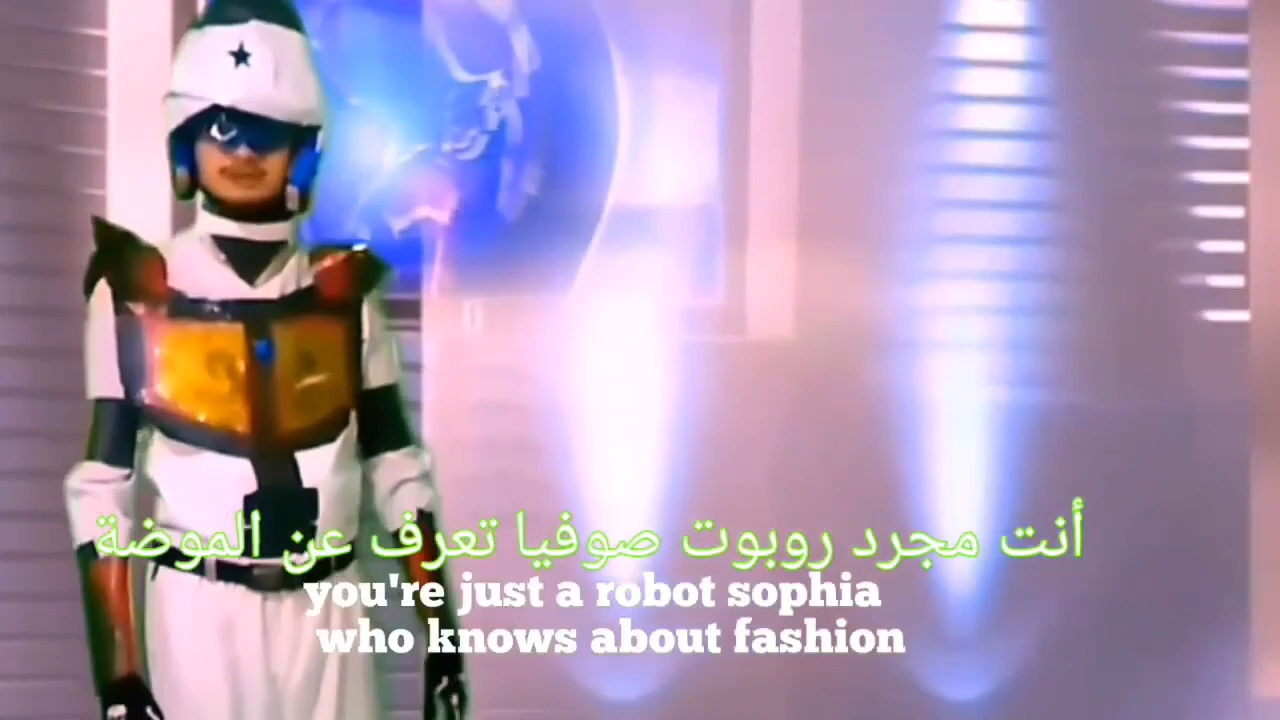 أنت مجرد روبوت صوفيا تعرف عن الموضة
you're just a robot sophia
who knows about fashion